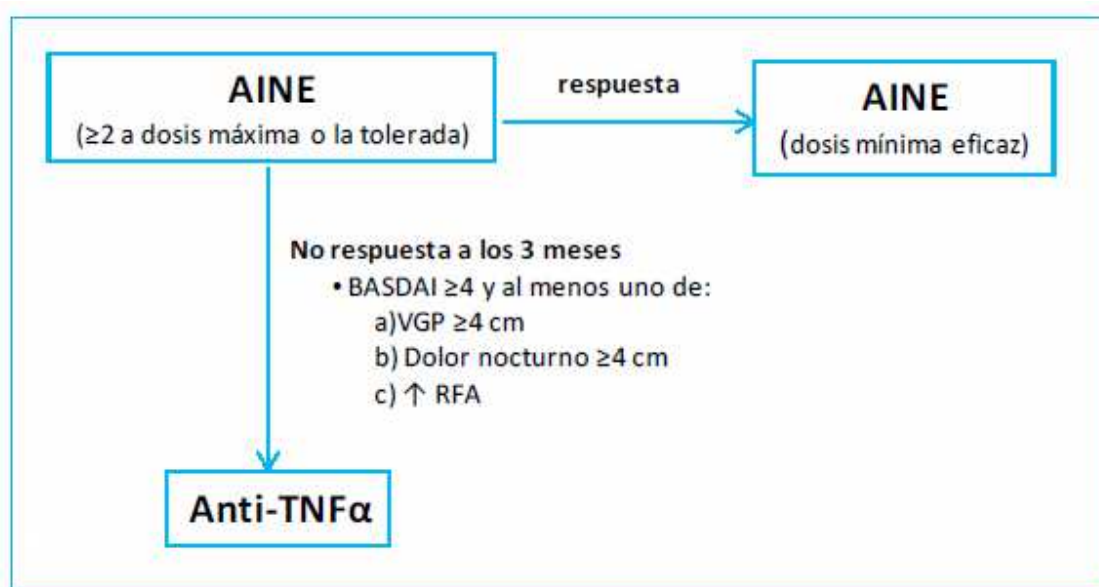 AINE
(≥2 a dosis máxima o la tolerada)
respuesta
AINE
(dosis mínima eficaz)
No respuesta a los 3 meses
• BASDAI ≥4 y al menos uno de:
a)VGP ≥4 cm
b) Dolor nocturno ≥4 cm
c) ↑ RFA
Anti-TNFα